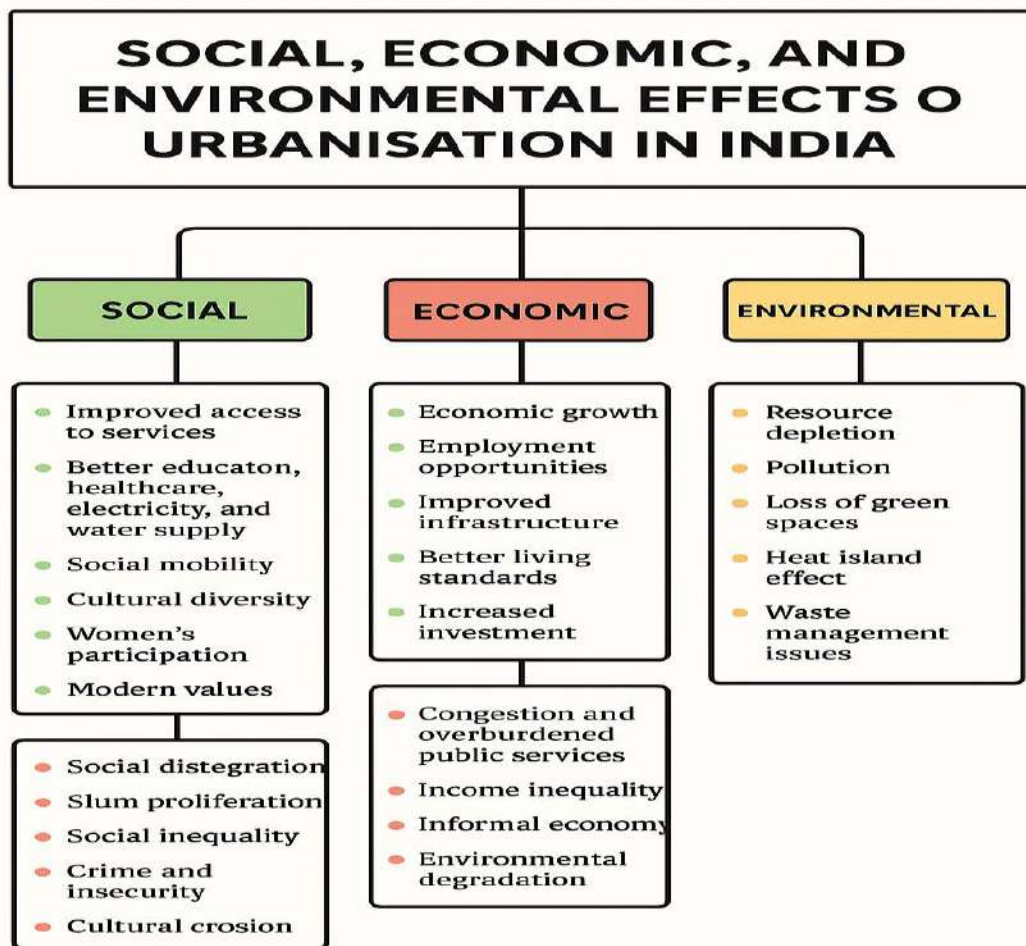 SOCIAL, ECONOMIC, AND
ENVIRONMENTAL EFFECTS O
URBANISATION IN INDIA
SOCIAL
Improved access
to services
Better educaton,
healthcare,
electricity, and
water supply
Social mobility
Cultural diversity
Women's
participation
Modern values
Social distegration
Slum proliferation
Social inequality
Crime and
insecurity
Cultural crosion
ECONOMIC
Economic growth
Employment
opportunities
Improved
infrastructure
Better living
standards
Increased
investment
Congestion and
overburdened
public services
Income inequality
Informal economy
Environmental
degradation
ENVIRONMENTAL
Resource
depletion
Pollution
Loss of green
spaces
Heat island
effect
Waste
management
issues